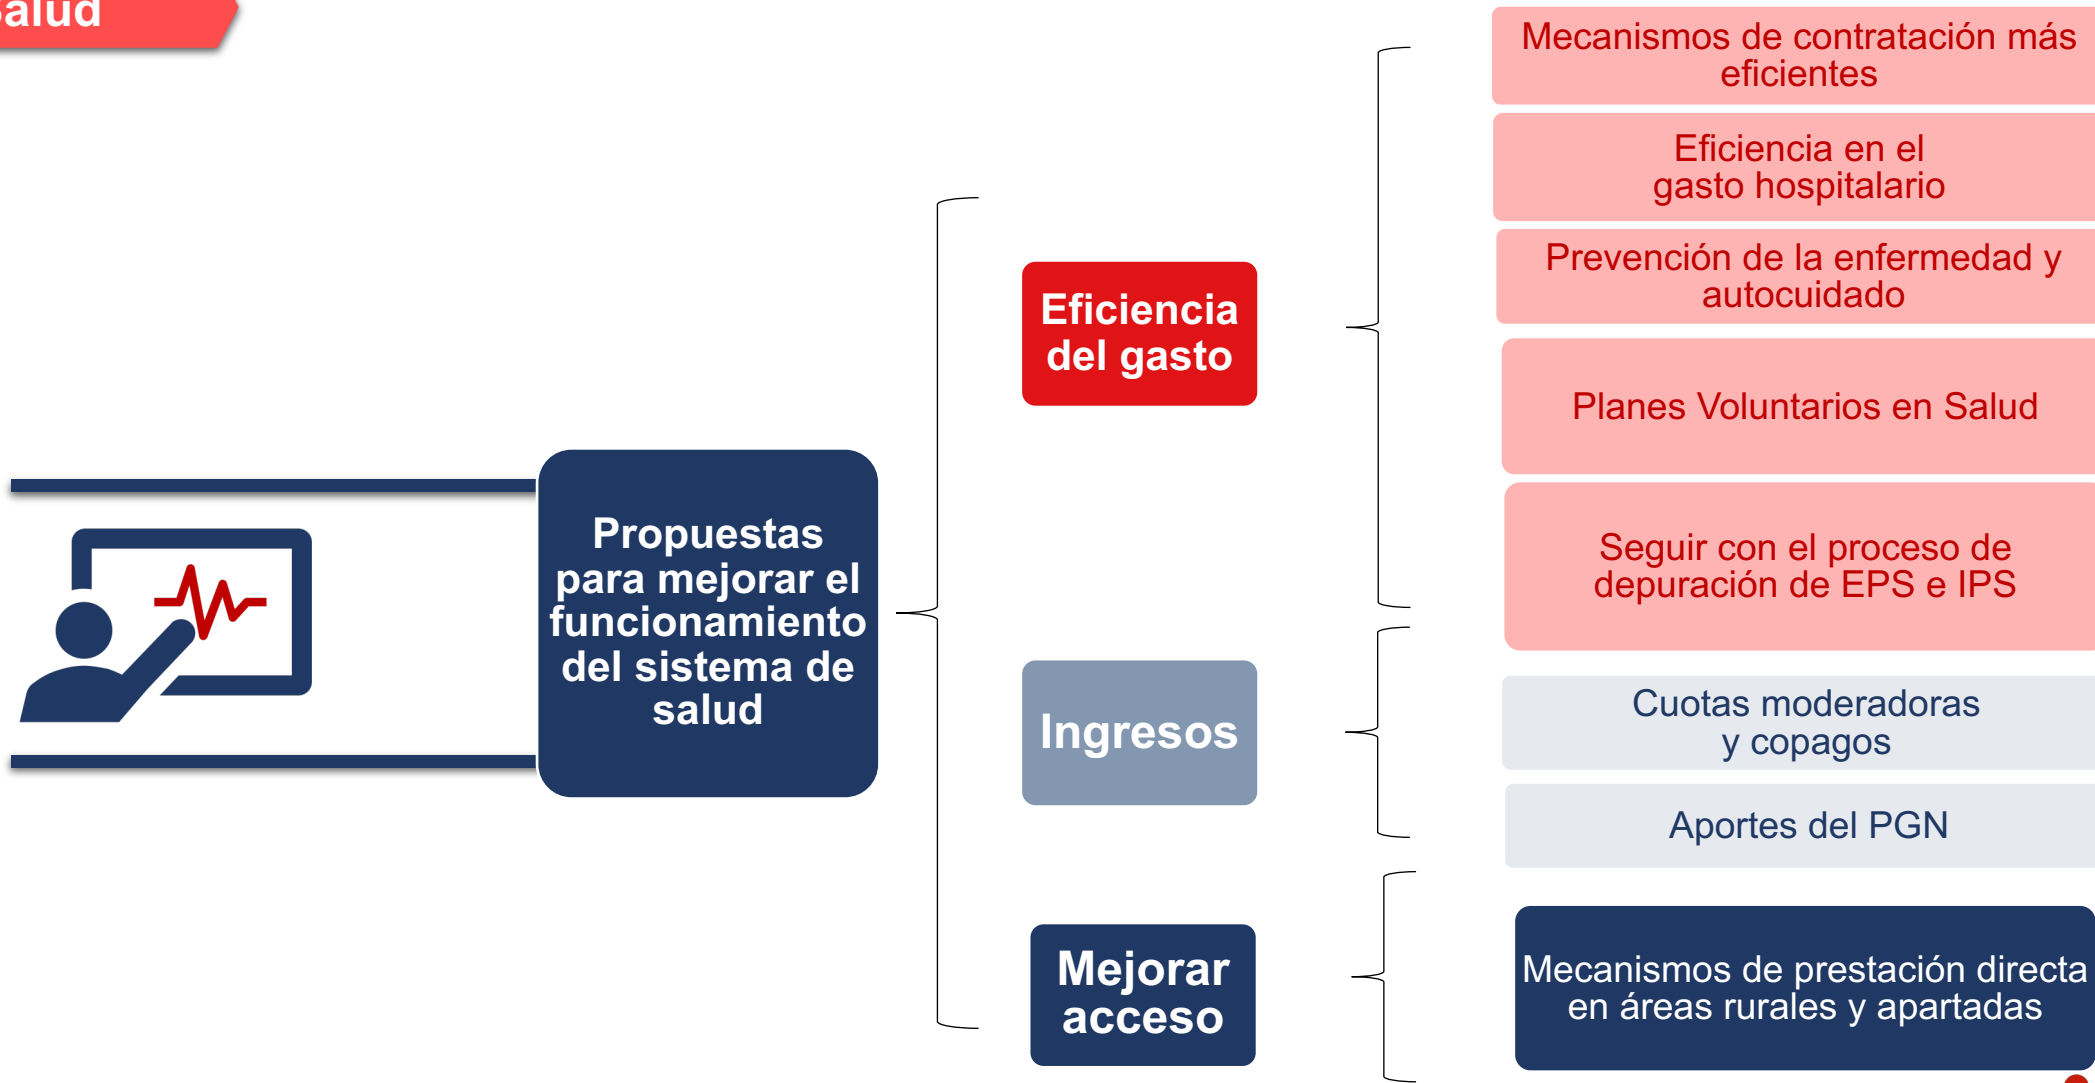 Salud
Propuestas
para mejorar el
funcionamiento
del sistema de
salud
Eficiencia
del gasto
Mecanismos de contratación más
eficientes
Eficiencia en el
gasto hospitalario
Prevención de la enfermedad y
autocuidado
Planes Voluntarios en Salud
Seguir con el proceso de
depuración de EPS e IPS
Ingresos
Cuotas moderadoras
y copagos
Aportes del PGN
Mejorar
acceso
Mecanismos de prestación directa
en áreas rurales y apartadas